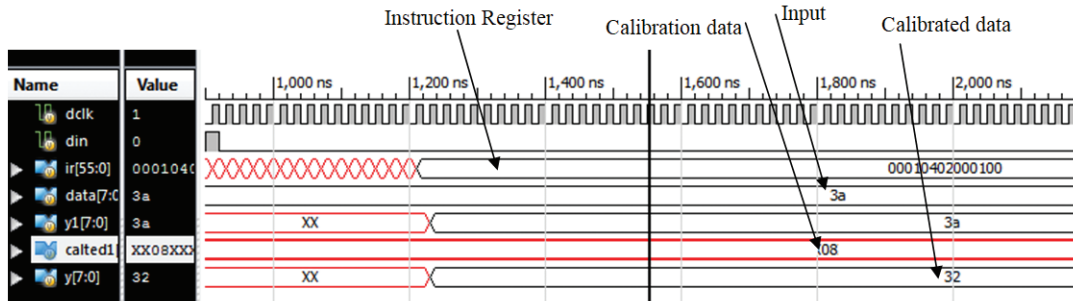 Instruction Register
Calibration data
Input
Calibrated data
Name Value
1,000 ns 1,200 ns 1,400 ns 1,600 ns 1,800 ns 2,000 ns
dclk 1
din 0
ir[55:0] 0001040 00010402000100
data[7:0 3a 3a
y1[7:0] 3a XX 3a
calted1[ XX08XXX 08
y[7:0] 32 XX 32